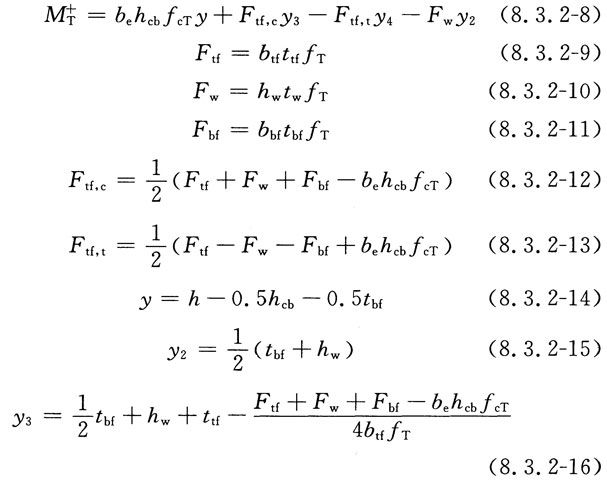 M_T^+ = b_e h_cb f_cT y + F_tf,c y_3 − F_tf,t y_4 − F_w y_2 (8.3.2-8)
F_tf = b_tf t_tf f_T (8.3.2-9)
F_w = h_w t_w f_T (8.3.2-10)
F_bf = b_bf t_bf f_T (8.3.2-11)
F_tf,c = 1/2 (F_tf + F_w + F_bf − b_e h_cb f_cT) (8.3.2-12)
F_tf,t = 1/2 (F_tf − F_w − F_bf + b_e h_cb f_cT) (8.3.2-13)
y = h − 0.5h_cb − 0.5t_bf (8.3.2-14)
y_2 = 1/2 (t_bf + h_w) (8.3.2-15)
y_3 = 1/2 t_bf + h_w + t_tf − (F_tf + F_w + F_bf − b_e h_cb f_cT)/(4b_tf f_T)
(8.3.2-16)